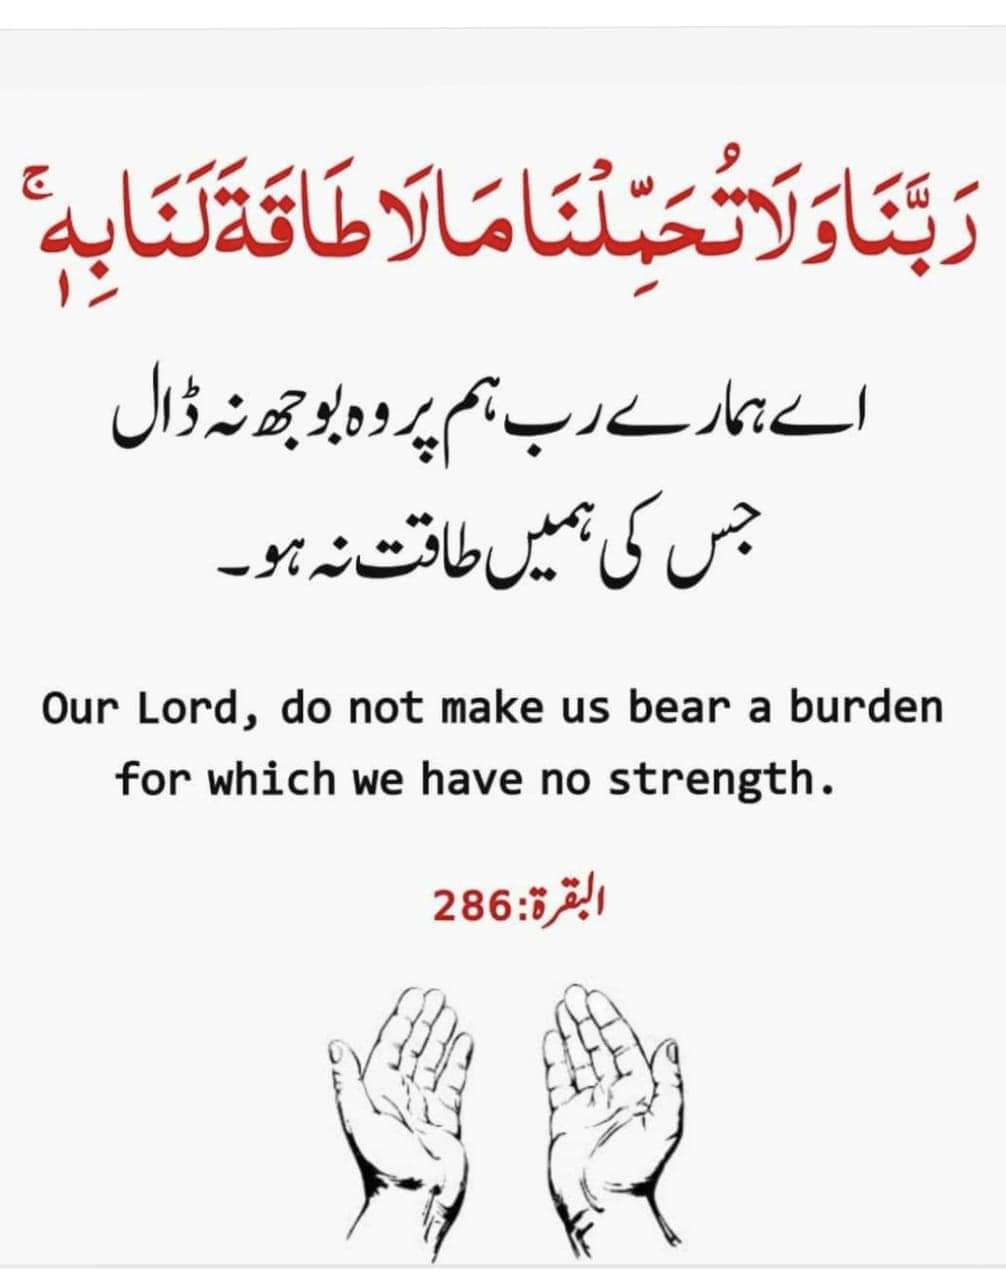 رَبَّنَا وَلَا تُحَمِّلْنَا مَا لَا طَاقَةَ لَنَا بِهٖ ۚ
اے ہمارے رب ہم پر وہ بوجھ نہ ڈال
جس کی ہمیں طاقت نہ ہو۔
Our Lord, do not make us bear a burden
for which we have no strength.
البقرة:286